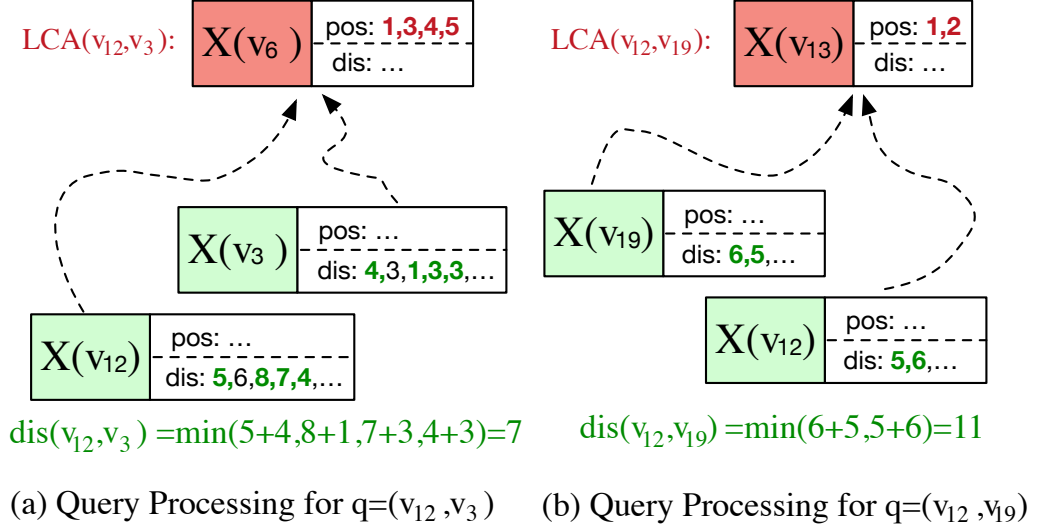 LCA(v12,v3):
X(v6 )
pos: 1,3,4,5
dis: …
X(v3 )
pos: …
dis: 4,3,1,3,3,…
X(v12)
pos: …
dis: 5,6,8,7,4,…
dis(v12,v3) =min(5+4,8+1,7+3,4+3)=7
(a) Query Processing for q=(v12 ,v3)
LCA(v12,v19):
X(v13)
pos: 1,2
dis: …
X(v19)
pos: …
dis: 6,5,…
X(v12)
pos: …
dis: 5,6,…
dis(v12,v19) =min(6+5,5+6)=11
(b) Query Processing for q=(v12 ,v19)